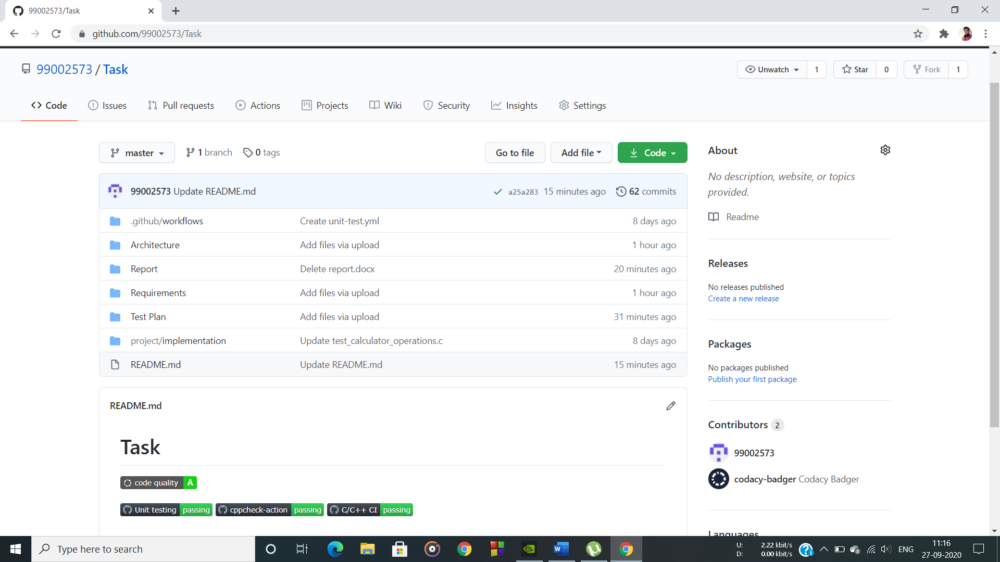 99002573/Task
github.com/99002573/Task
99002573 / Task
Unwatch 1 Star 0 Fork 1
Code Issues Pull requests Actions Projects Wiki Security Insights Settings
master 1 branch 0 tags Go to file Add file Code
99002573 Update README.md a25a283 15 minutes ago 62 commits
.github/workflows Create unit-test.yml 8 days ago
Architecture Add files via upload 1 hour ago
Report Delete report.docx 20 minutes ago
Requirements Add files via upload 1 hour ago
Test Plan Add files via upload 31 minutes ago
project/implementation Update test_calculator_operations.c 8 days ago
README.md Update README.md 15 minutes ago
README.md
Task
code quality A
Unit testing passing cppcheck-action passing C/C++ CI passing
About
No description, website, or topics
provided.
Readme
Releases
No releases published
Create a new release
Packages
No packages published
Publish your first package
Contributors 2
99002573
codacy-badger Codacy Badger
Languages
Type here to search
U: 2.22 kbit/s
D: 0.00 kbit/s
ENG
11:16
27-09-2020